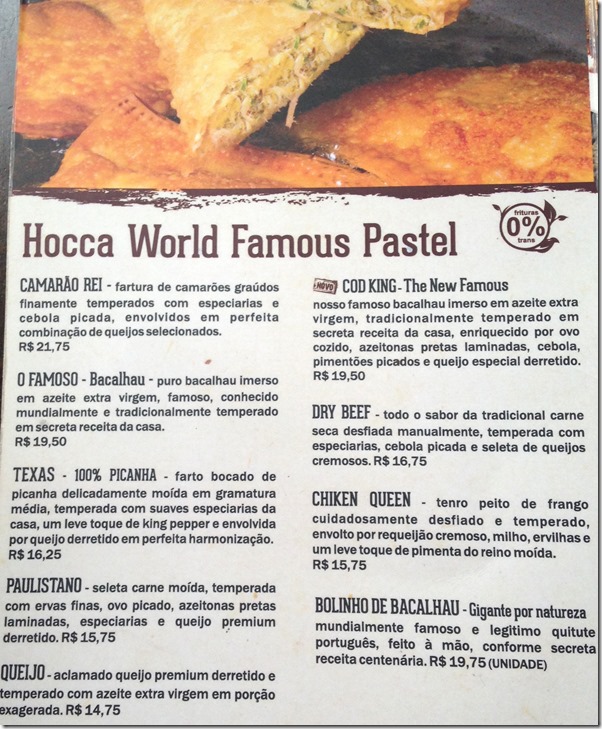 frituras
0%
trans
Hocca World Famous Pastel
CAMARÃO REI - fartura de camarões graúdos
finamente temperados com especiarias e
cebola picada, envolvidos em perfeita
combinação de queijos selecionados.
R$ 21,75
O FAMOSO - Bacalhau - puro bacalhau imerso
em azeite extra virgem, famoso, conhecido
mundialmente e tradicionalmente temperado
em secreta receita da casa.
R$ 19,50
TEXAS - 100% PICANHA - farto bocado de
picanha delicadamente moída em gramatura
média, temperada com suaves especiarias da
casa, um leve toque de king pepper e envolvida
por queijo derretido em perfeita harmonização.
R$ 16,25
PAULISTANO - seleta carne moída, temperada
com ervas finas, ovo picado, azeitonas pretas
laminadas, especiarias e queijo premium
derretido. R$ 15,75
QUEIJO - aclamado queijo premium derretido e
temperado com azeite extra virgem em porção
exagerada. R$ 14,75
NOVO COD KING - The New Famous
nosso famoso bacalhau imerso em azeite extra
virgem, tradicionalmente temperado em
secreta receita da casa, enriquecido por ovo
cozido, azeitonas pretas laminadas, cebola,
pimentões picados e queijo especial derretido.
R$ 19,50
DRY BEEF - todo o sabor da tradicional carne
seca desfiada manualmente, temperada com
especiarias, cebola picada e seleta de queijos
cremosos. R$ 16,75
CHIKEN QUEEN - tenro peito de frango
cuidadosamente desfiado e temperado,
envolto por requeijão cremoso, milho, ervilhas e
um leve toque de pimenta do reino moída.
R$ 15,75
BOLINHO DE BACALHAU - Gigante por natureza
mundialmente famoso e legitimo quitute
português, feito à mão, conforme secreta
receita centenária. R$ 19,75 (UNIDADE)